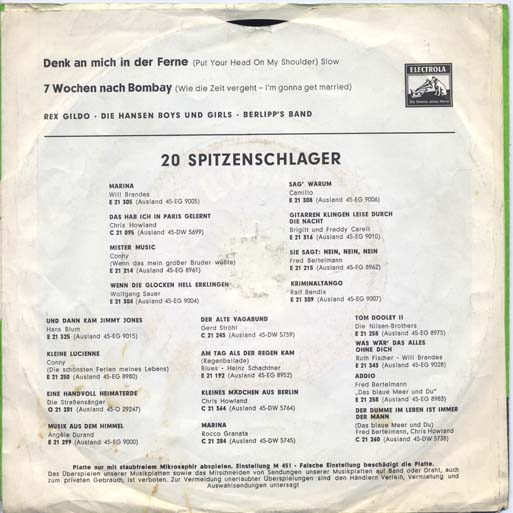 Denk an mich in der Ferne (Put Your Head On My Shoulder) Slow
7 Wochen nach Bombay (Wie die Zeit vergeht – I'm gonna get married)
REX GILDO · DIE HANSEN BOYS UND GIRLS · BERLIPP'S BAND
ELECTROLA
20 SPITZENSCHLAGER
MARINA
Will Brandes
E 21 305 (Ausland 45-EG 9005)
DAS HAB ICH IN PARIS GELERNT
Chris Howland
C 21 095 (Ausland 45-DW 5699)
MISTER MUSIC
Conny
(Wenn das mein großer Bruder wüßte)
E 21 214 (Ausland 45-EG 8961)
WENN DIE GLOCKEN HELL ERKLINGEN
Wolfgang Sauer
E 21 304 (Ausland 45-EG 9004)
SAG' WARUM
Camillo
E 21 308 (Ausland 45-EG 9006)
GITARREN KLINGEN LEISE DURCH
DIE NACHT
Brigitt und Freddy Carell
E 21 316 (Ausland 45-EG 9010)
SIE SAGT: NEIN, NEIN, NEIN
Fred Bertelmann
E 21 215 (Ausland 45-EG 8962)
KRIMINALTANGO
Ralf Bendix
E 21 309 (Ausland 45-EG 9007)
UND DANN KAM JIMMY JONES
Hans Blum
E 21 325 (Ausland 45-EG 9015)
KLEINE LUCIENNE
Conny
(Die schönsten Ferien meines Lebens)
E 21 250 (Ausland 45-EG 8980)
EINE HANDVOLL HEIMATERDE
Die Straßensänger
O 21 281 (Ausland 45-O 29247)
MUSIK AUS DEM HIMMEL
Angèle Durand
E 21 299 (Ausland 45-EG 9000)
DER ALTE VAGABUND
Gerd Ströhl
C 21 243 (Ausland 45-DW 5759)
AM TAG ALS DER REGEN KAM
(Regenballade)
Blues · Heinz Schachtner
E 21 192 (Ausland 45-EG 8952)
KLEINES MÄDCHEN AUS BERLIN
Chris Howland
C 21 364 (Ausland 45-DW 5764)
MARINA
Rocco Granata
C 21 284 (Ausland 45-DW 5745)
TOM DOOLEY II
Die Nilsen-Brothers
E 21 258 (Ausland 45-EG 8975)
WAS WÄR' DAS ALLES
OHNE DICH
Ruth Fischer - Will Brandes
E 21 343 (Ausland 45-EG 9028)
ADDIO
Fred Bertelmann
„Das blaue Meer und Du"
E 21 258 (Ausland 45-EG 8983)
DER DUMME IM LEBEN IST IMMER
DER MANN
(Das blaue Meer und Du)
Fred Bertelmann, Chris Howland
C 21 260 (Ausland 45-DW 5738)
Platte nur mit staubfreiem Mikrosaphir abspielen. Einstellung M 45! · Falsche Einstellung beschädigt die Platte.
Das Überspielen unserer Musikplatten sowie das Mitschneiden von Sendungen unserer Musikplatten auf Band oder Draht, auch
zum privaten Gebrauch, ist verboten. Zur Vermeidung unerlaubter Überspielungen sind den Händlern Verleih, Vermietung und
Auswahlsendungen untersagt